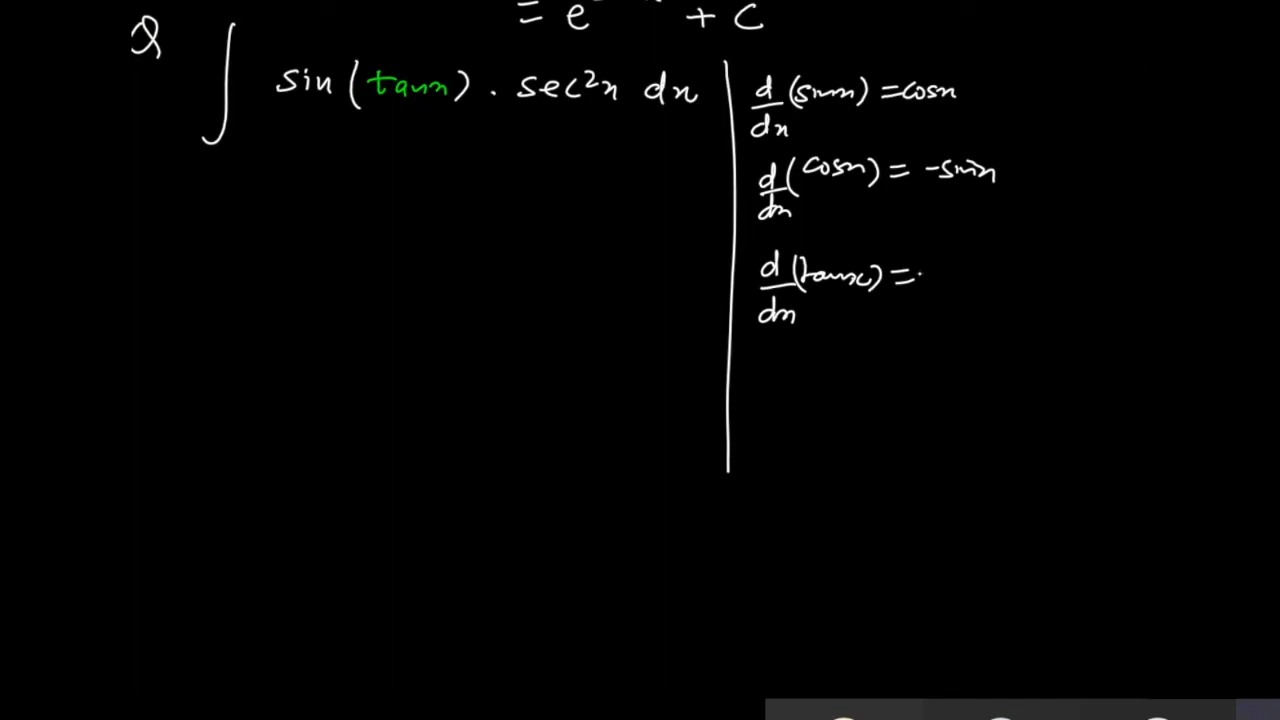 = e + c
Q ∫ sin (tanx) . sec²x dx
d/dx (sinx) = cosx
d/dx (cosx) = -sinx
d/dx (tanx) =